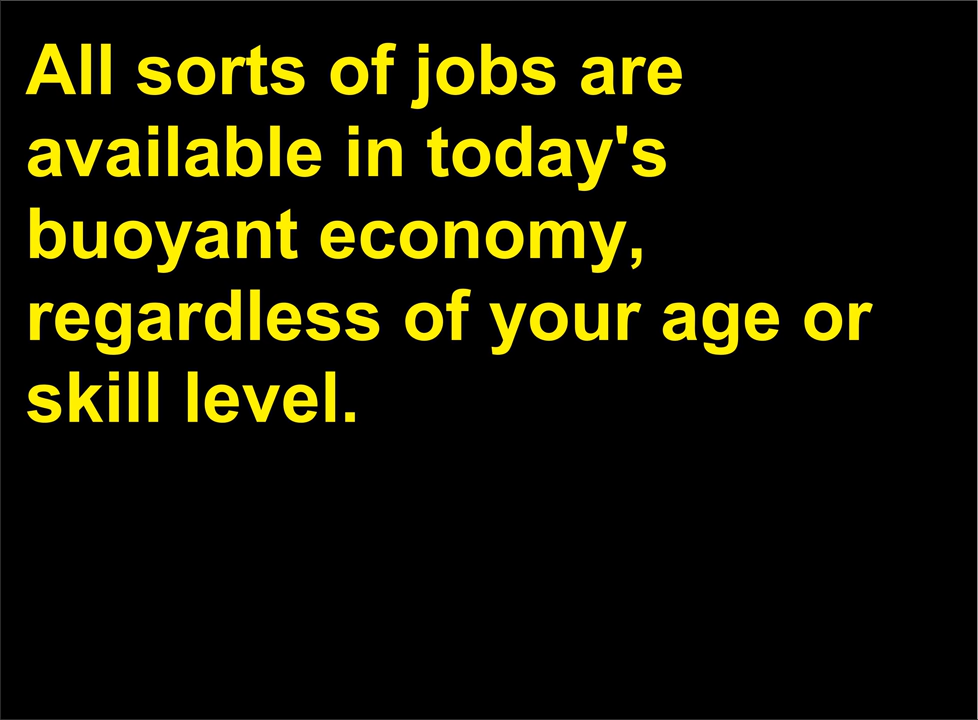 All sorts of jobs are
available in today's
buoyant economy,
regardless of your age or
skill level.